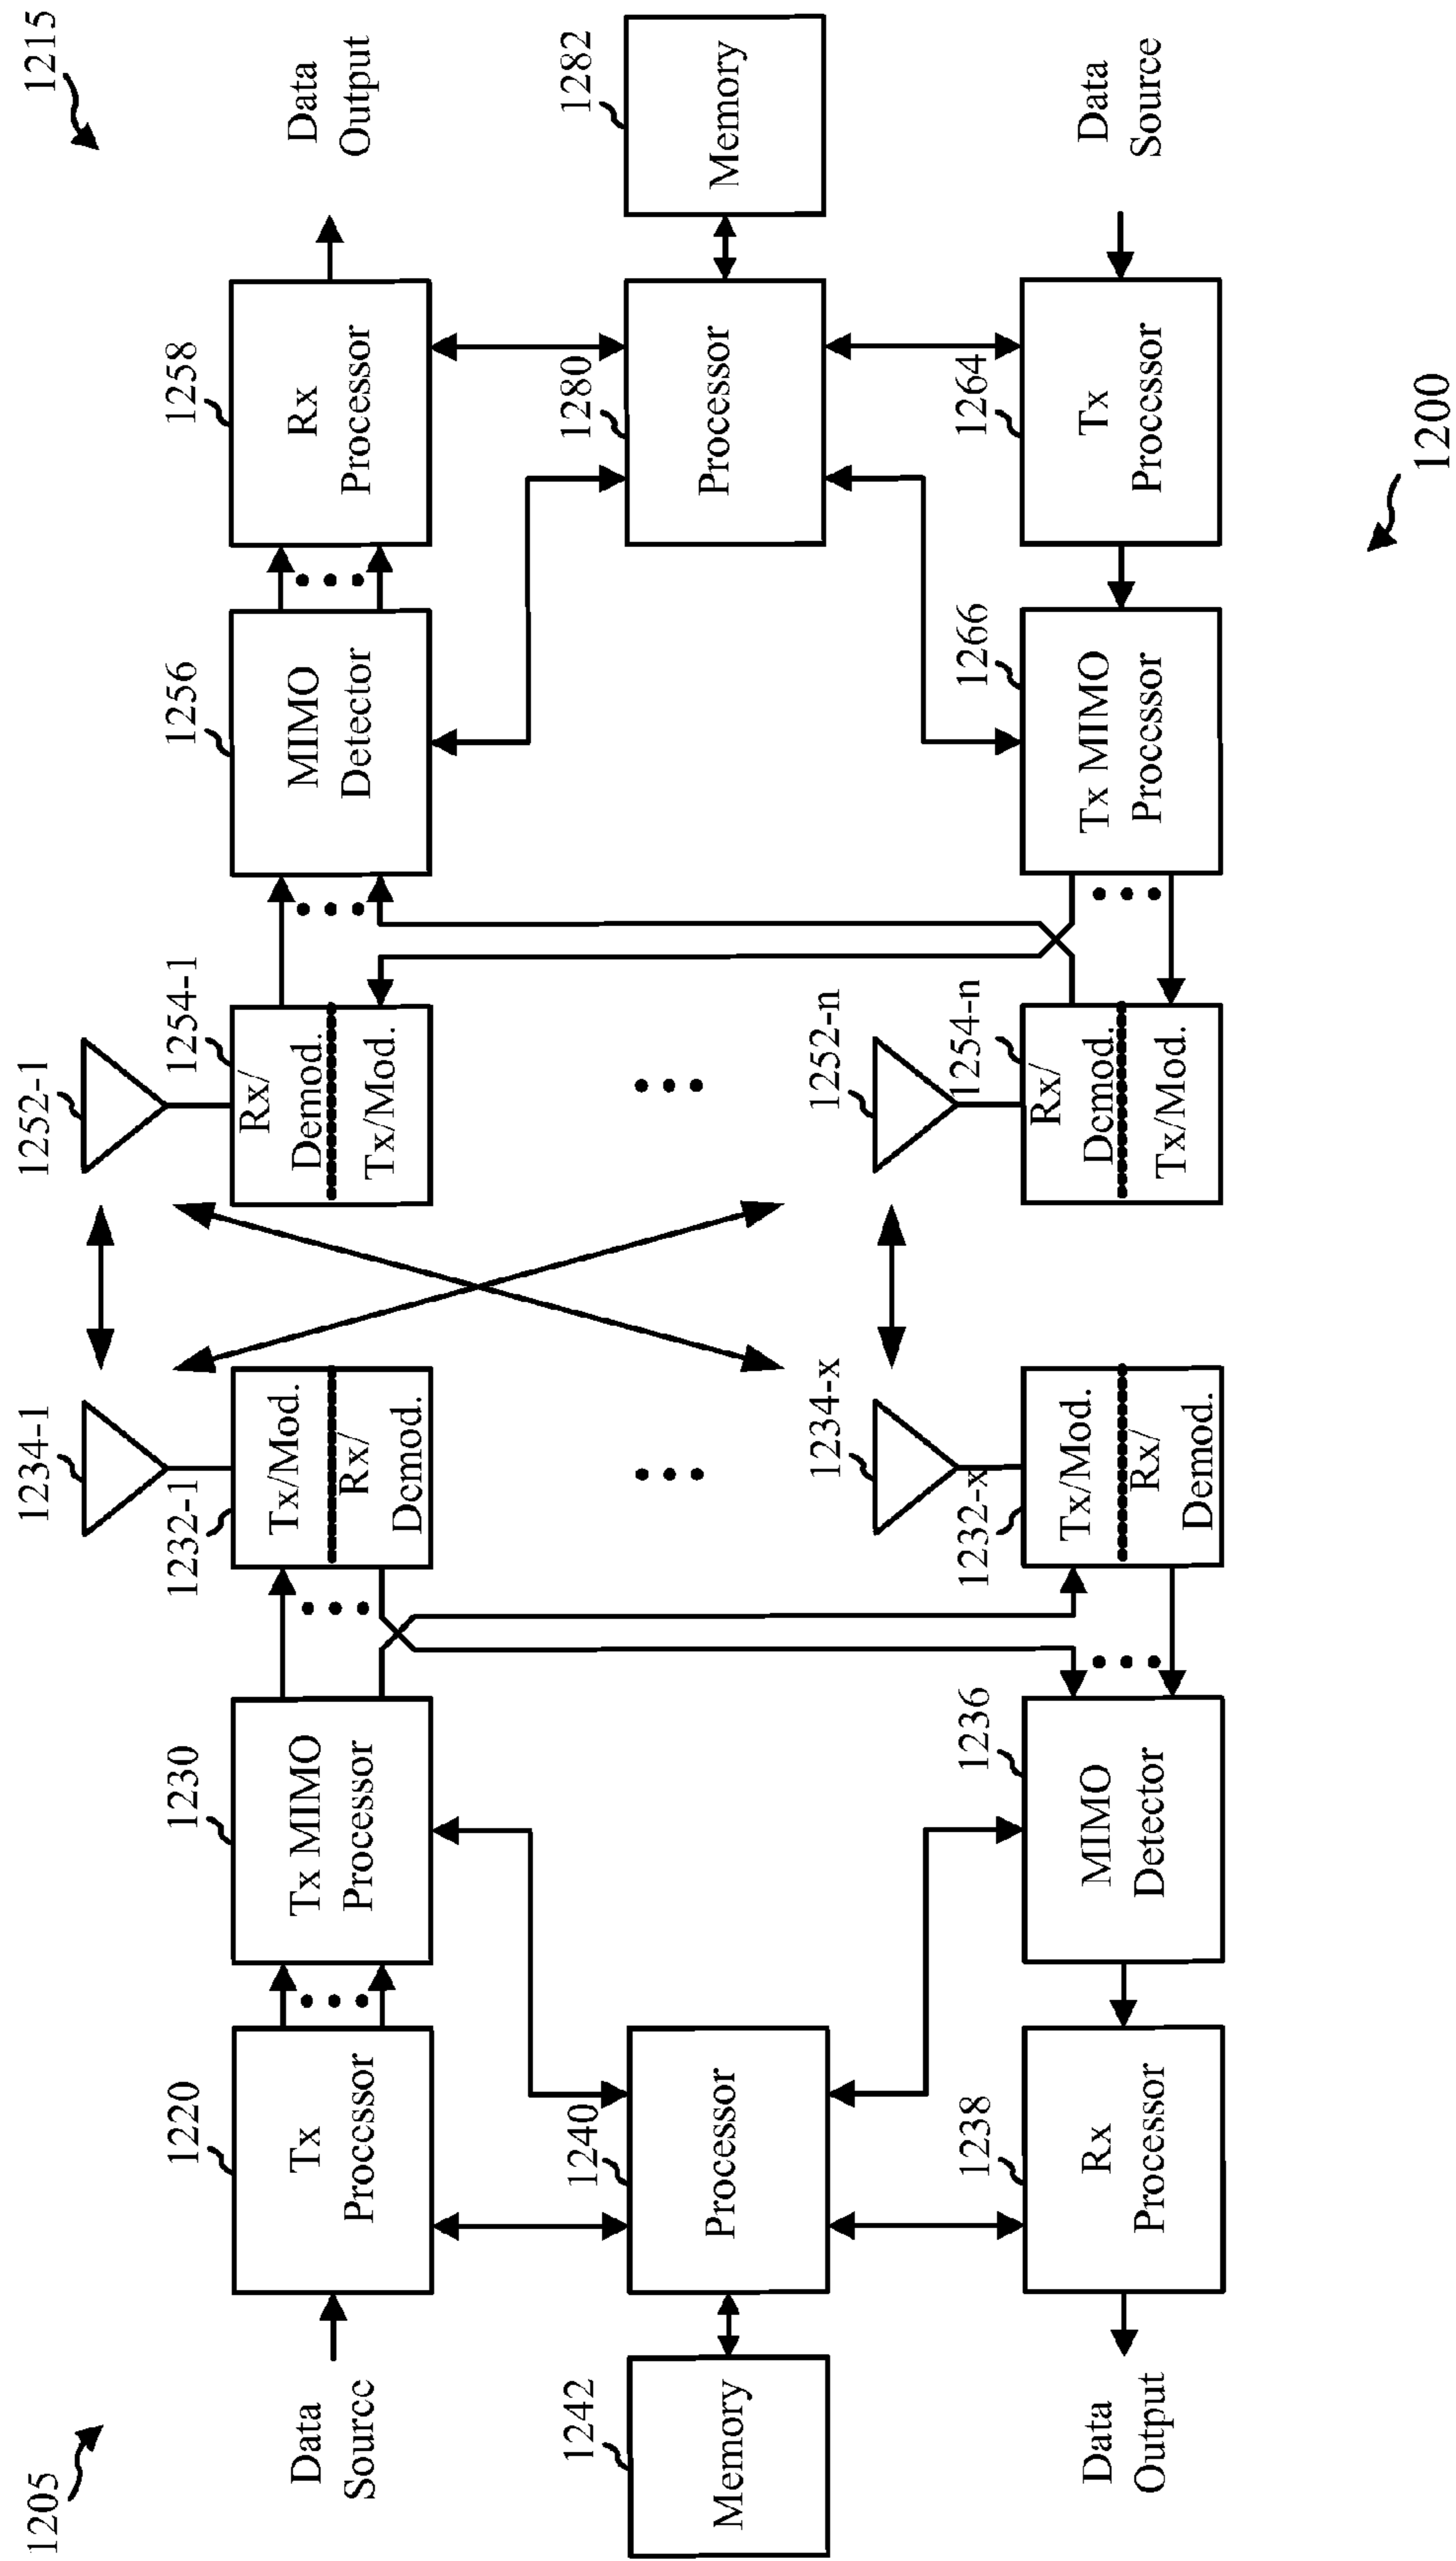 1205
1215
1234-1
1252-1
Data
Source
1220
Tx
Processor
1230
Tx MIMO
Processor
1232-1
Tx/Mod.
Rx/
Demod.
1254-1
Rx/
Demod.
Tx/Mod.
1256
MIMO
Detector
1258
Rx
Processor
Data
Output
1242
Memory
1240
Processor
1280
Processor
1282
Memory
1234-x
1252-n
Data
Output
1238
Rx
Processor
1236
MIMO
Detector
1232-x
Tx/Mod.
Rx/
Demod.
1254-n
Rx/
Demod.
Tx/Mod.
1266
Tx MIMO
Processor
1264
Tx
Processor
Data
Source
1200